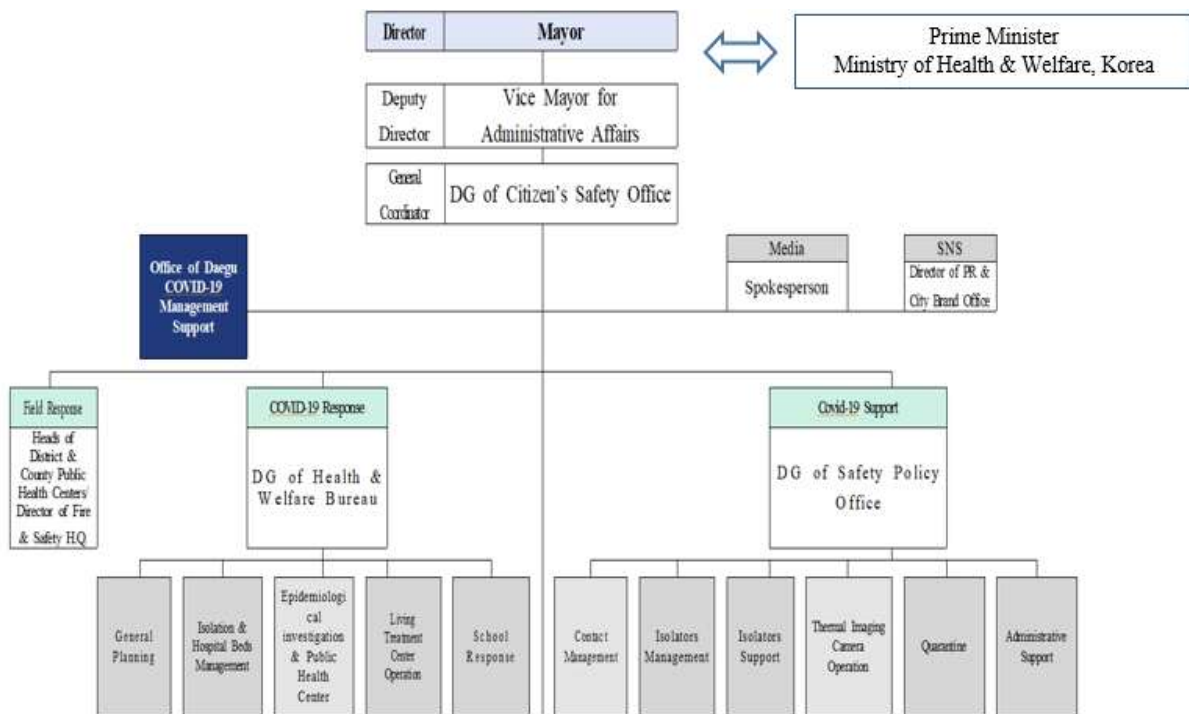 Director
Mayor
Prime Minister
Ministry of Health & Welfare, Korea
Deputy
Director
Vice Mayor for
Administrative Affairs
General
Coordinator
DG of Citizen's Safety Office
Office of Daegu
COVID-19
Management
Support
Media
Spokesperson
SNS
Director of PR &
City Brand Office
Field Response
Heads of
District &
County Public
Health Centers/
Director of Fire
& Safety H.Q
COVID-19 Response
DG of Health &
Welfare Bureau
Covid-19 Support
DG of Safety Policy
Office
General
Planning
Isolation &
Hospital Beds
Management
Epidemiologi
cal
investigation
& Public
Health
Center
Living
Treatment
Center
Operation
School
Response
Contact
Management
Isolators
Management
Isolators
Support
Thermal Imaging
Camera
Operation
Quarantine
Administrative
Support